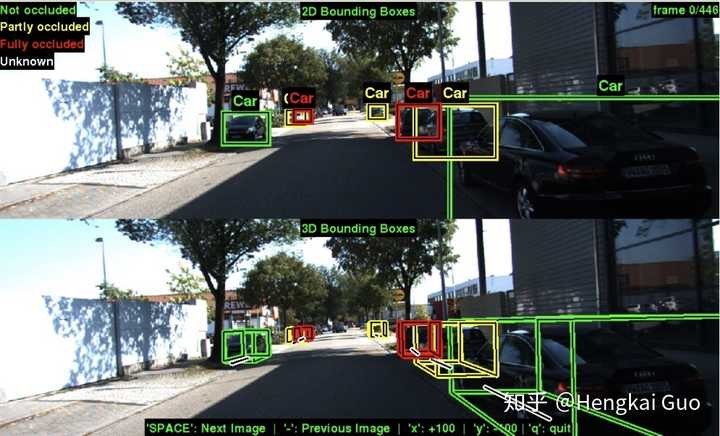 Not occluded
2D Bounding Boxes
frame 0/446
Partly occluded
Fully occluded
Unknown
Car
Car
Car
Car
Car
Car
3D Bounding Boxes
知乎 @Hengkai Guo
'SPACE': Next Image | '-': Previous Image | 'x': +100 | 'y': -100 | 'q': quit